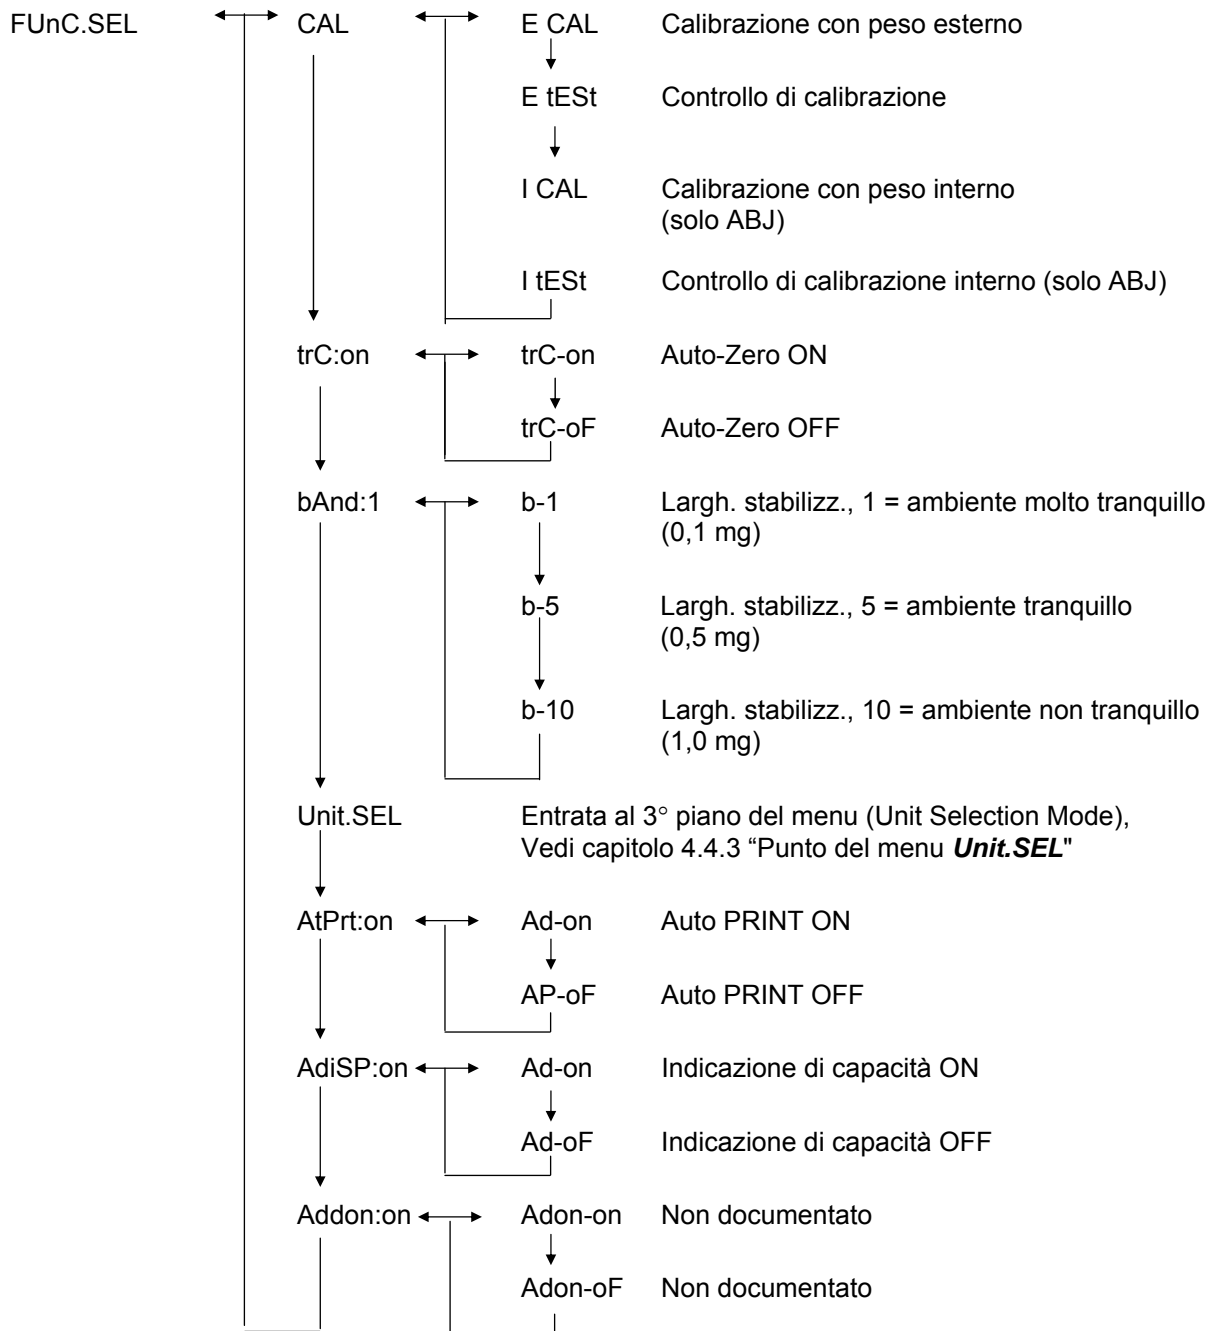 FUnC.SEL CAL E CAL Calibrazione con peso esterno
E tESt Controllo di calibrazione
I CAL Calibrazione con peso interno
(solo ABJ)
I tESt Controllo di calibrazione interno (solo ABJ)
trC:on trC-on Auto-Zero ON
trC-oF Auto-Zero OFF
bAnd:1 b-1 Largh. stabilizz., 1 = ambiente molto tranquillo
(0,1 mg)
b-5 Largh. stabilizz., 5 = ambiente tranquillo
(0,5 mg)
b-10 Largh. stabilizz., 10 = ambiente non tranquillo
(1,0 mg)
Unit.SEL Entrata al 3° piano del menu (Unit Selection Mode),
Vedi capitolo 4.4.3 “Punto del menu Unit.SEL"
AtPrt:on Ad-on Auto PRINT ON
AP-oF Auto PRINT OFF
AdiSP:on Ad-on Indicazione di capacità ON
Ad-oF Indicazione di capacità OFF
Addon:on Adon-on Non documentato
Adon-oF Non documentato